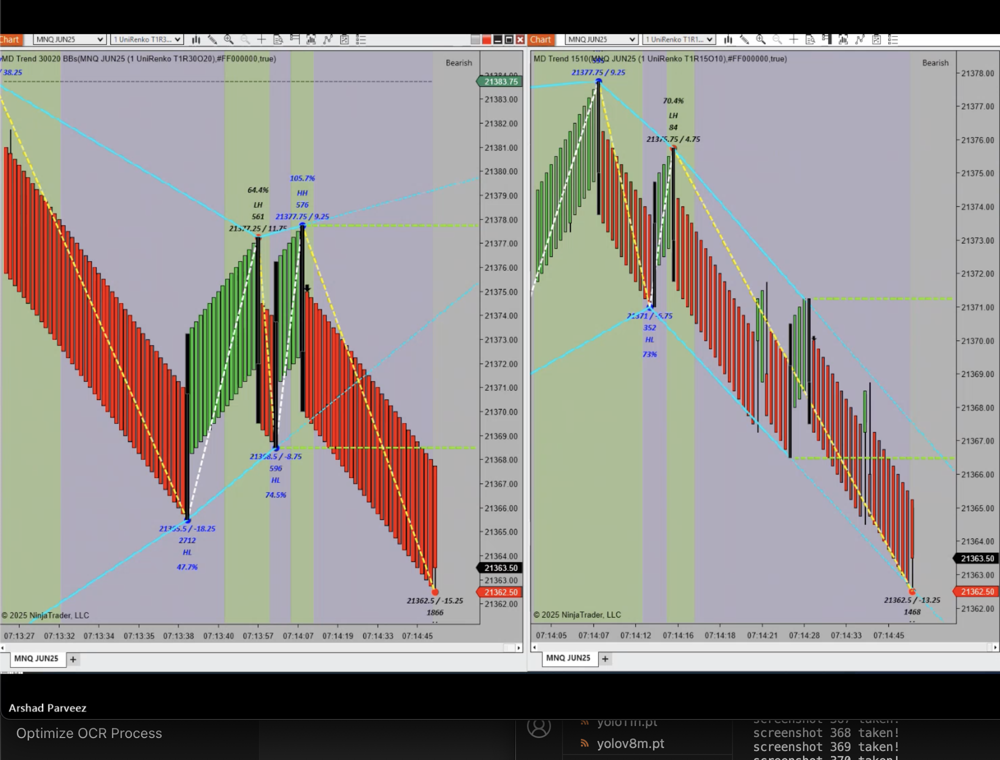 Chart
MNQ JUN25
1 UniRenko T1R3...
MD Trend 30020 BBs(MNQ JUN25 (1 UniRenko T1R30O20),#FF000000,true)
Bearish
/ 38.25
21383.75
21383.00
21382.00
21381.00
21380.00
21379.00
21378.00
21377.00
21376.00
21375.00
21374.00
21373.00
21372.00
21371.00
21370.00
21369.00
21368.00
21367.00
21366.00
21365.00
21364.00
21363.50
21363.00
21362.50
21362.00
64.4%
LH
561
21377.25 / 11.75
105.7%
HH
576
21377.75 / 9.25
21368.5 / -8.75
596
HL
74.5%
21365.5 / -18.25
2712
HL
47.7%
21362.5 / -15.25
1866
© 2025 NinjaTrader, LLC
07:13:27
07:13:32
07:13:34
07:13:35
07:13:38
07:13:40
07:13:57
07:14:07
07:14:19
07:14:33
07:14:45
MNQ JUN25
+
Chart
MNQ JUN25
1 UniRenko T1R1...
MD Trend 1510(MNQ JUN25 (1 UniRenko T1R15O10),#FF000000,true)
Bearish
21378.00
21377.00
21376.00
21375.00
21374.00
21373.00
21372.00
21371.00
21370.00
21369.00
21368.00
21367.00
21366.00
21365.00
21364.00
21363.50
21362.50
21362.00
21377.75 / 9.25
70.4%
LH
84
21375.75 / 4.75
21371 / -6.75
352
HL
73%
21362.5 / -13.25
1468
© 2025 NinjaTrader, LLC
07:14:05
07:14:07
07:14:12
07:14:16
07:14:18
07:14:21
07:14:28
07:14:33
07:14:45
MNQ JUN25
+
Arshad Parveez
Optimize OCR Process
yolo11n.pt
yolov8m.pt
screenshot 367 taken!
screenshot 368 taken!
screenshot 369 taken!
screenshot 370 taken!